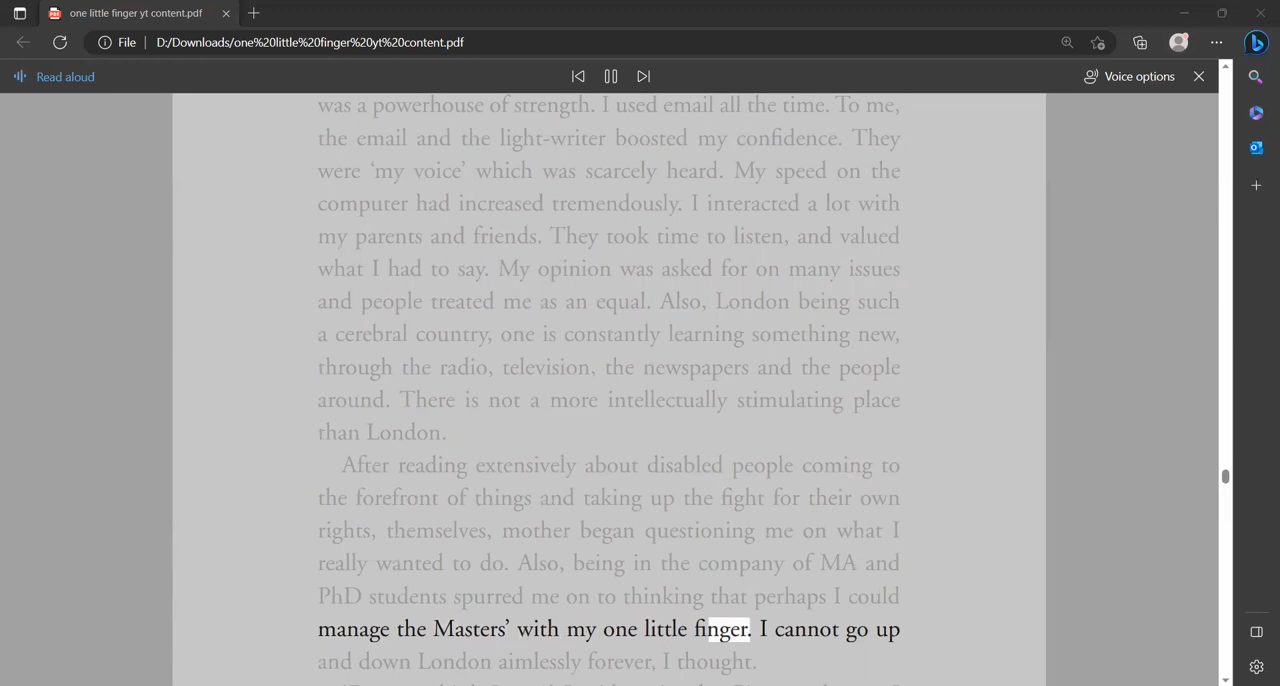 one little finger yt content.pdf
File
D:/Downloads/one%20little%20finger%20yt%20content.pdf
Read aloud
Voice options
was a powerhouse of strength. I used email all the time. To me,
the email and the light-writer boosted my confidence. They
were ‘my voice’ which was scarcely heard. My speed on the
computer had increased tremendously. I interacted a lot with
my parents and friends. They took time to listen, and valued
what I had to say. My opinion was asked for on many issues
and people treated me as an equal. Also, London being such
a cerebral country, one is constantly learning something new,
through the radio, television, the newspapers and the people
around. There is not a more intellectually stimulating place
than London.
After reading extensively about disabled people coming to
the forefront of things and taking up the fight for their own
rights, themselves, mother began questioning me on what I
really wanted to do. Also, being in the company of MA and
PhD students spurred me on to thinking that perhaps I could
manage the Masters’ with my one little finger. I cannot go up
and down London aimlessly forever, I thought.